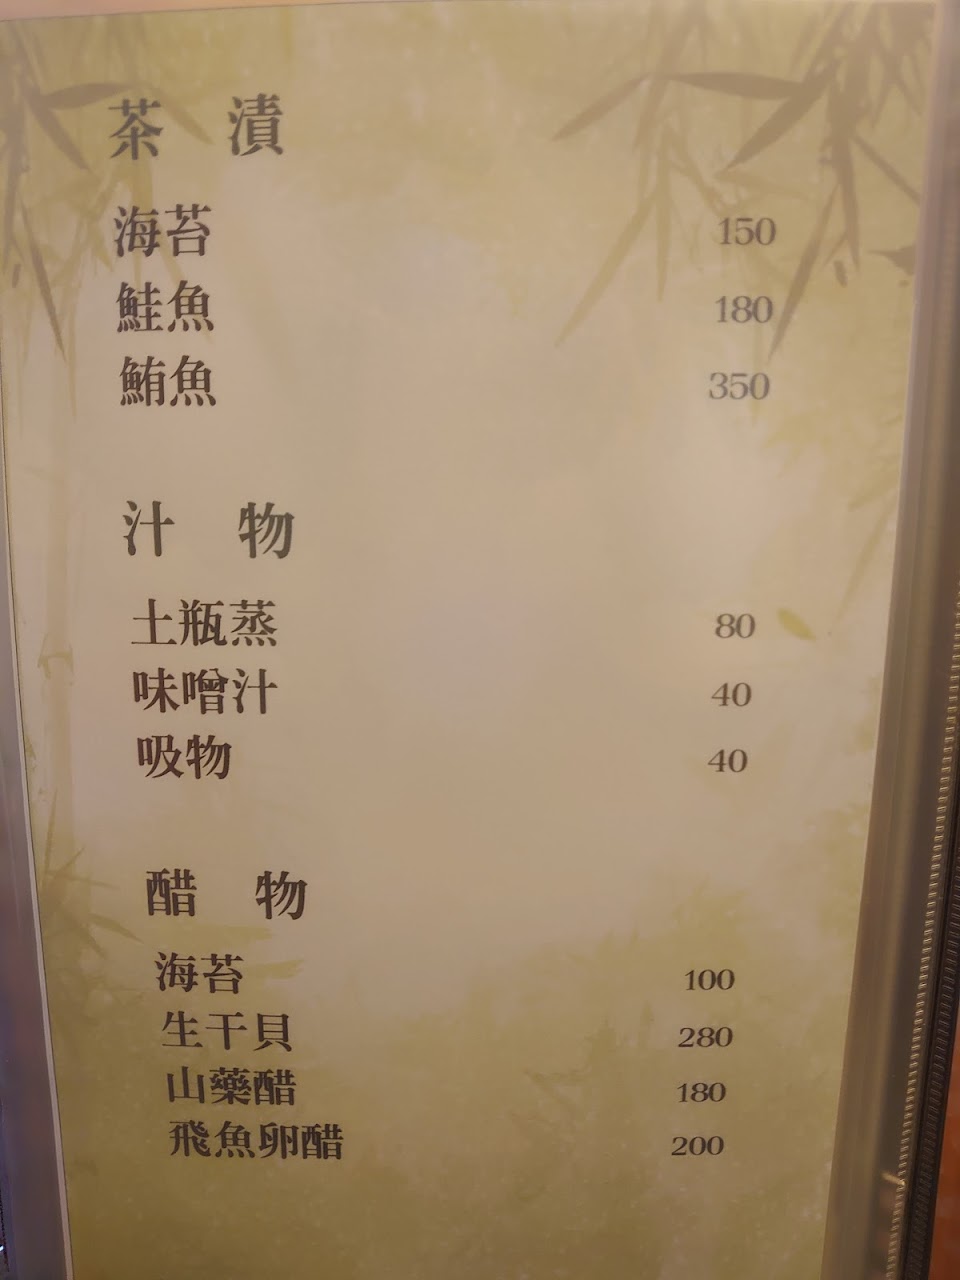 茶漬
海苔 150
鮭魚 180
鮪魚 350
汁物
土瓶蒸 80
味噌汁 40
吸物 40
醋物
海苔 100
生干貝 280
山藥醋 180
飛魚卵醋 200